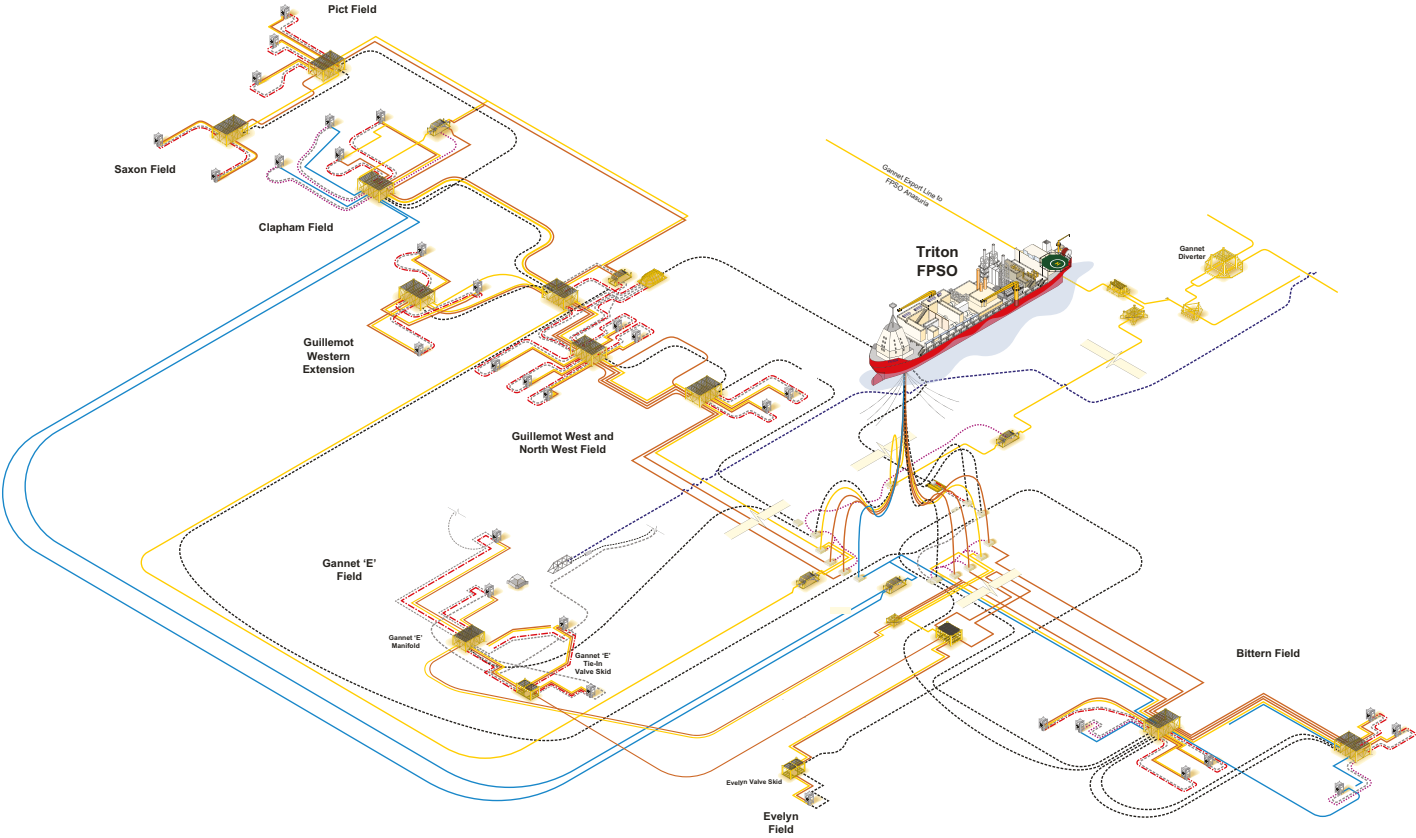 Pict Field
Saxon Field
Clapham Field
Gannet Export Line to
FPSO Anasuria
Triton
FPSO
Gannet
Diverter
Guillemot
Western
Extension
Guillemot West and
North West Field
Gannet ‘E’
Field
Gannet ‘E’
Manifold
Gannet ‘E’
Tie-In
Valve Skid
Bittern Field
Evelyn Valve Skid
Evelyn
Field